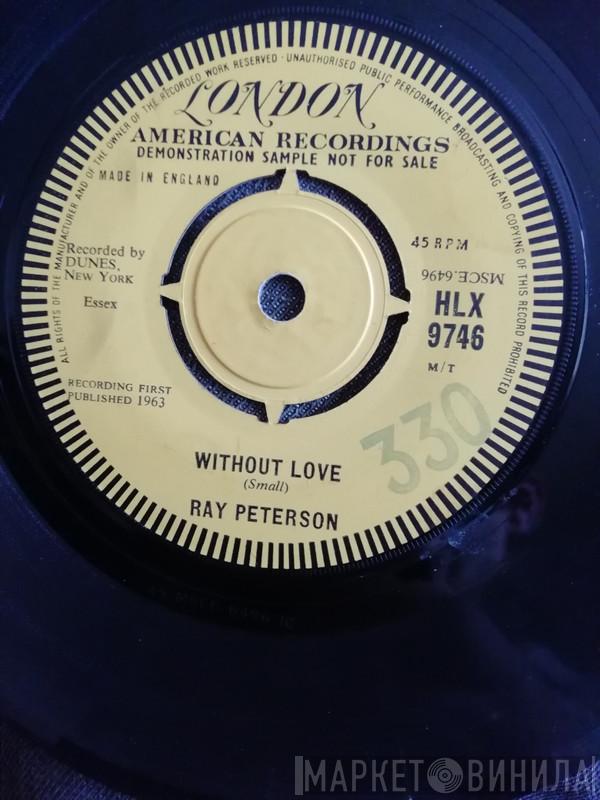 ALL RIGHTS OF THE MANUFACTURER AND OF THE OWNER OF THE RECORDED WORK RESERVED · UNAUTHORISED PUBLIC PERFORMANCE BROADCASTING AND COPYING OF THIS RECORD PROHIBITED
LONDON
AMERICAN RECORDINGS
DEMONSTRATION SAMPLE NOT FOR SALE
MADE IN ENGLAND
45 RPM
Recorded by
DUNES,
NEW YORK
Essex
MSCE.6496
HLX
9746
M/T
RECORDING FIRST
PUBLISHED 1963
330
WITHOUT LOVE
(Small)
RAY PETERSON
МАРКЕТ ВИНИЛА